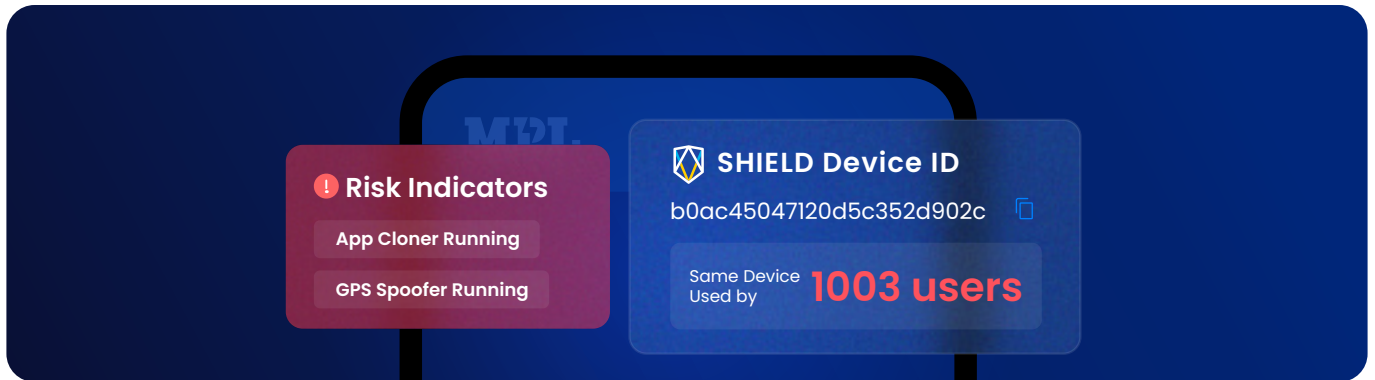 MPL
Risk Indicators
App Cloner Running
GPS Spoofer Running
SHIELD Device ID
b0ac45047120d5c352d902c
Same Device
Used by
1003 users